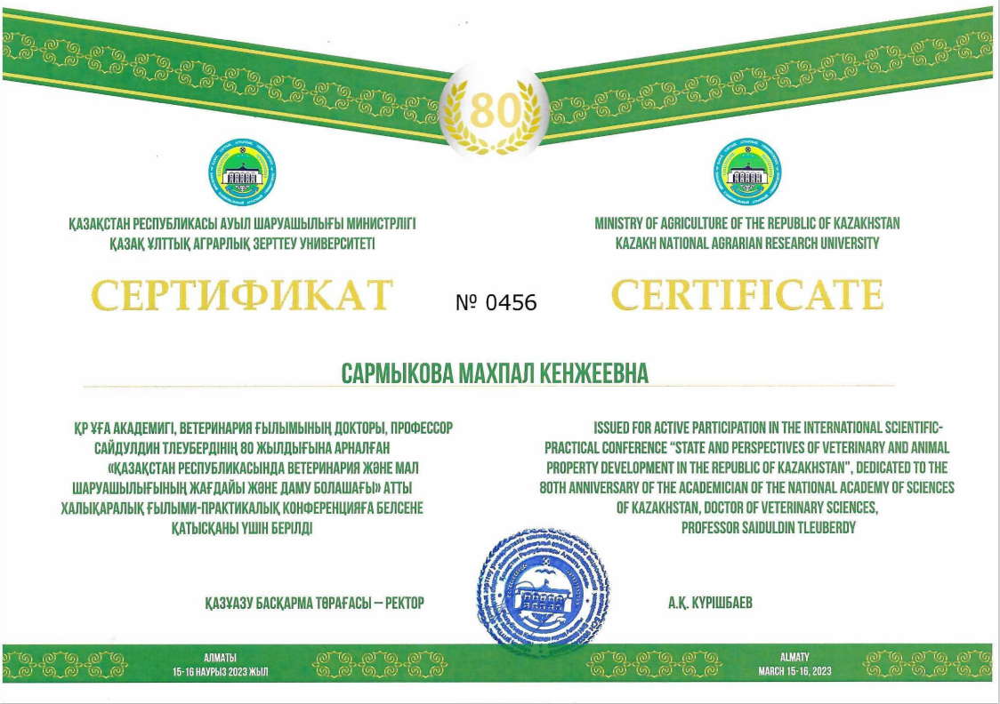 80
ҚАЗАҚСТАН РЕСПУБЛИКАСЫ АУЫЛ ШАРУАШЫЛЫҒЫ МИНИСТРЛІГІ
ҚАЗАҚ ҰЛТТЫҚ АГРАРЛЫҚ ЗЕРТТЕУ УНИВЕРСИТЕТІ
MINISTRY OF AGRICULTURE OF THE REPUBLIC OF KAZAKHSTAN
KAZAKH NATIONAL AGRARIAN RESEARCH UNIVERSITY
СЕРТИФИКАТ
№ 0456
CERTIFICATE
САРМЫКОВА МАХПАЛ КЕНЖЕЕВНА
ҚР ҰҒА АКАДЕМИГІ, ВЕТЕРИНАРИЯ ҒЫЛЫМЫНЫҢ ДОКТОРЫ, ПРОФЕССОР
САЙДУЛДИН ТЛЕУБЕРДІНІҢ 80 ЖЫЛДЫҒЫНА АРНАЛҒАН
«ҚАЗАҚСТАН РЕСПУБЛИКАСЫНДА ВЕТЕРИНАРИЯ ЖӘНЕ МАЛ
ШАРУАШЫЛЫҒЫНЫҢ ЖАҒДАЙЫ ЖӘНЕ ДАМУ БОЛАШАҒЫ» АТТЫ
ХАЛЫҚАРАЛЫҚ ҒЫЛЫМИ-ПРАКТИКАЛЫҚ КОНФЕРЕНЦИЯҒА БЕЛСЕНЕ
ҚАТЫСҚАНЫ ҮШІН БЕРІЛДІ
ISSUED FOR ACTIVE PARTICIPATION IN THE INTERNATIONAL SCIENTIFIC-
PRACTICAL CONFERENCE “STATE AND PERSPECTIVES OF VETERINARY AND ANIMAL
PROPERTY DEVELOPMENT IN THE REPUBLIC OF KAZAKHSTAN”, DEDICATED TO THE
80TH ANNIVERSARY OF THE ACADEMICIAN OF THE NATIONAL ACADEMY OF SCIENCES
OF KAZAKHSTAN, DOCTOR OF VETERINARY SCIENCES,
PROFESSOR SAIDULDIN TLEUBERDY
ҚАЗҰАЗУ БАСҚАРМА ТӨРАҒАСЫ – РЕКТОР
А.Қ. КҮРІШБАЕВ
АЛМАТЫ
15-16 НАУРЫЗ 2023 ЖЫЛ
ALMATY
MARCH 15-16, 2023